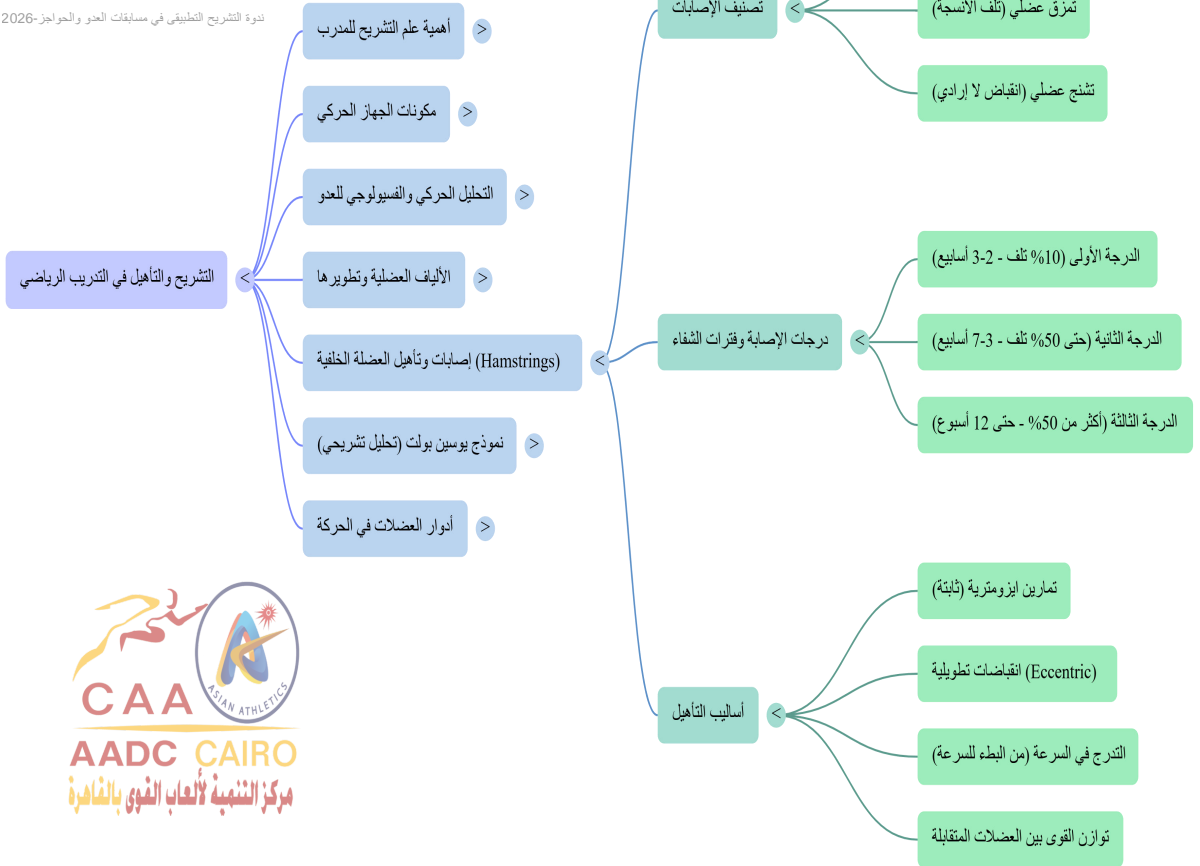 ندوة التشريح التطبيقى في مسابقات العدو والحواجز-2026
التشريح والتأهيل في التدريب الرياضي
أهمية علم التشريح للمدرب
مكونات الجهاز الحركي
التحليل الحركي والفسيولوجي للعدو
الألياف العضلية وتطويرها
إصابات وتأهيل العضلة الخلفية (Hamstrings)
نموذج يوسين بولت (تحليل تشريحي)
أدوار العضلات في الحركة
تصنيف الإصابات
تمزق عضلي (تلف الأنسجة)
تشنج عضلي (انقباض لا إرادي)
درجات الإصابة وفترات الشفاء
الدرجة الأولى (10% تلف - 2-3 أسابيع)
الدرجة الثانية (حتى 50% تلف - 3-7 أسابيع)
الدرجة الثالثة (أكثر من 50% - حتى 12 أسبوع)
أساليب التأهيل
تمارين ايزومترية (ثابتة)
انقباضات تطويلية (Eccentric)
التدرج في السرعة (من البطء للسرعة)
توازن القوى بين العضلات المتقابلة
CAA
ASIAN ATHLETICS
AADC CAIRO
مركز التنمية لألعاب القوى بالقاهرة